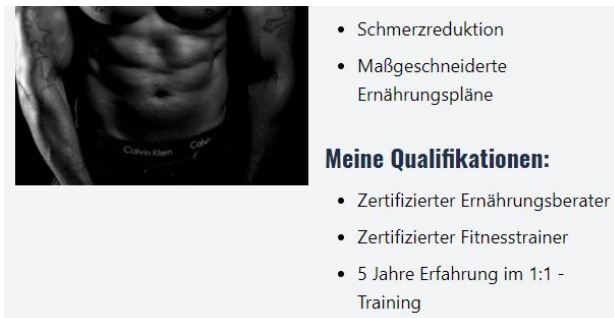 Schmerzreduktion
Maßgeschneiderte
Ernährungspläne
Meine Qualifikationen:
Zertifizierter Ernährungsberater
Zertifizierter Fitnesstrainer
5 Jahre Erfahrung im 1:1 -
Training
Calvin Klein